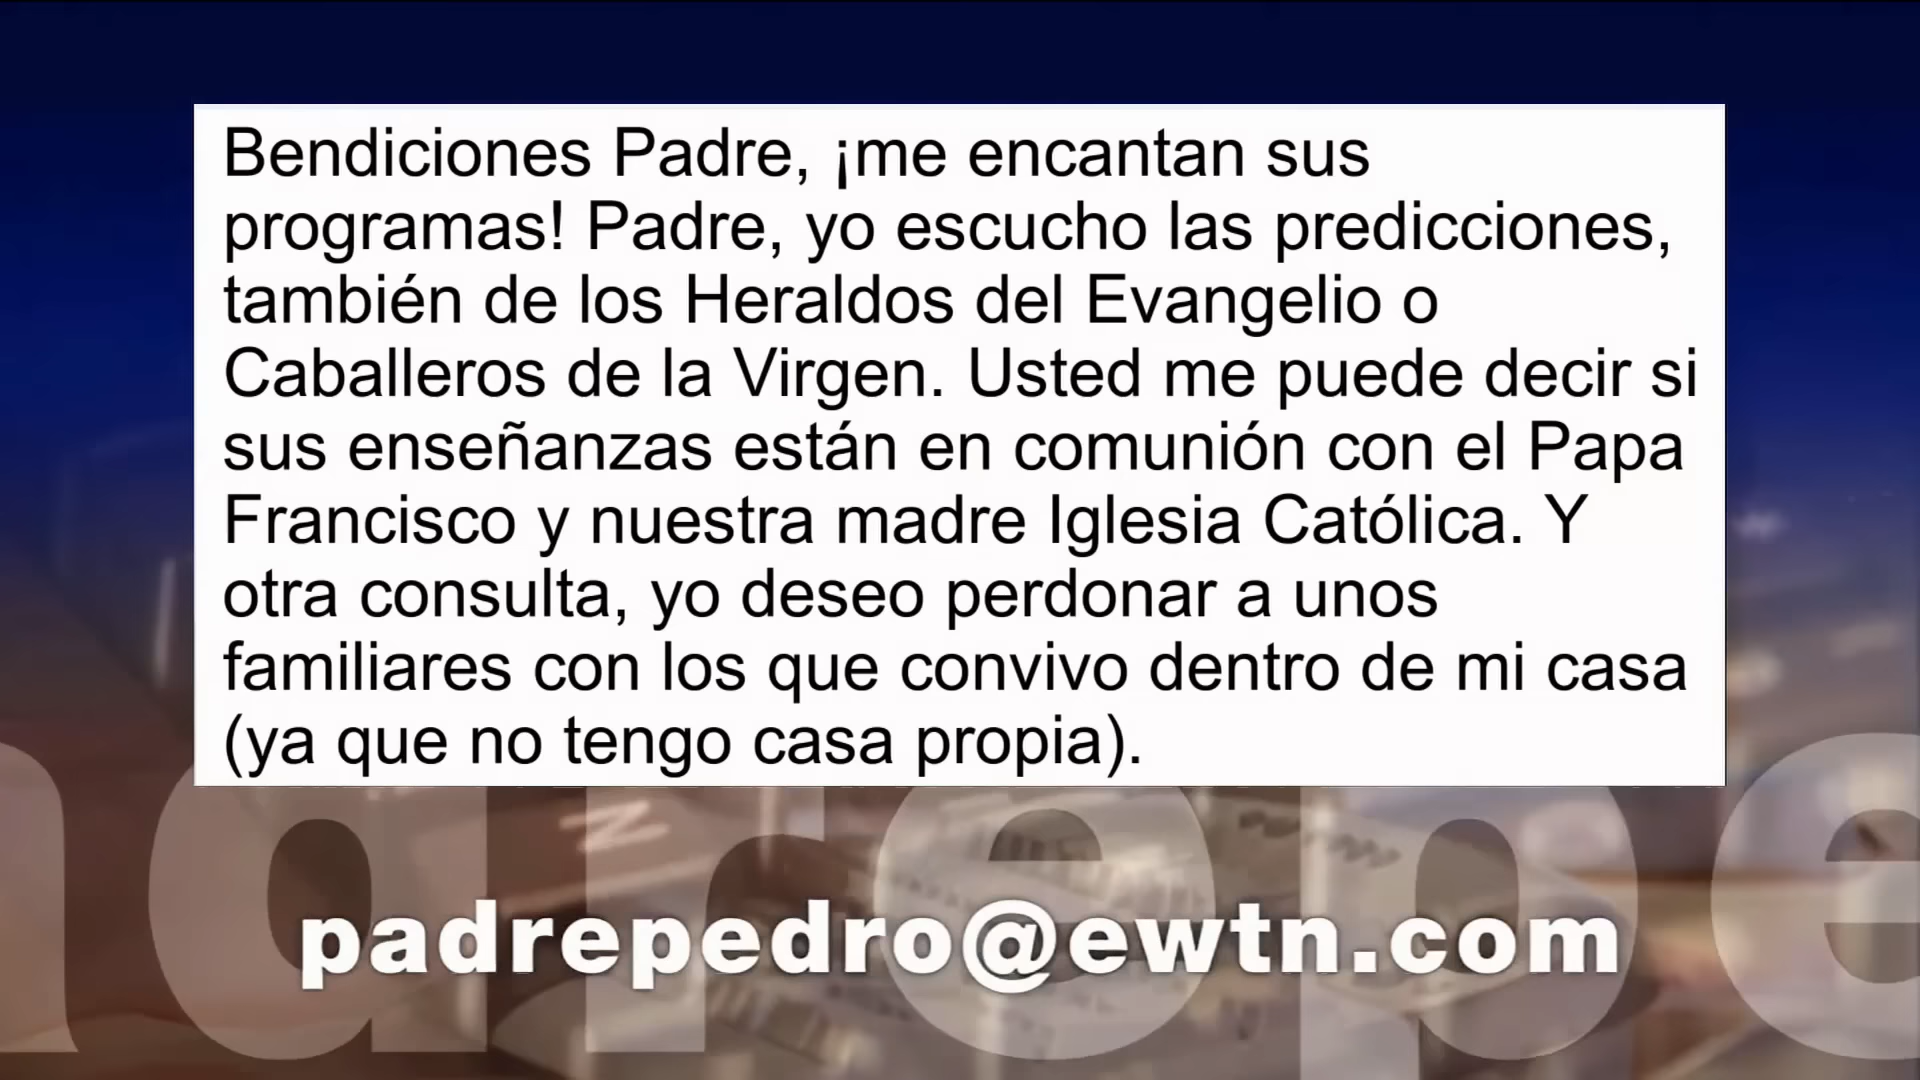 Bendiciones Padre, ¡me encantan sus
programas! Padre, yo escucho las predicciones,
también de los Heraldos del Evangelio o
Caballeros de la Virgen. Usted me puede decir si
sus enseñanzas están en comunión con el Papa
Francisco y nuestra madre Iglesia Católica. Y
otra consulta, yo deseo perdonar a unos
familiares con los que convivo dentro de mi casa
(ya que no tengo casa propia).
adrepe
padrepedro@ewtn.com